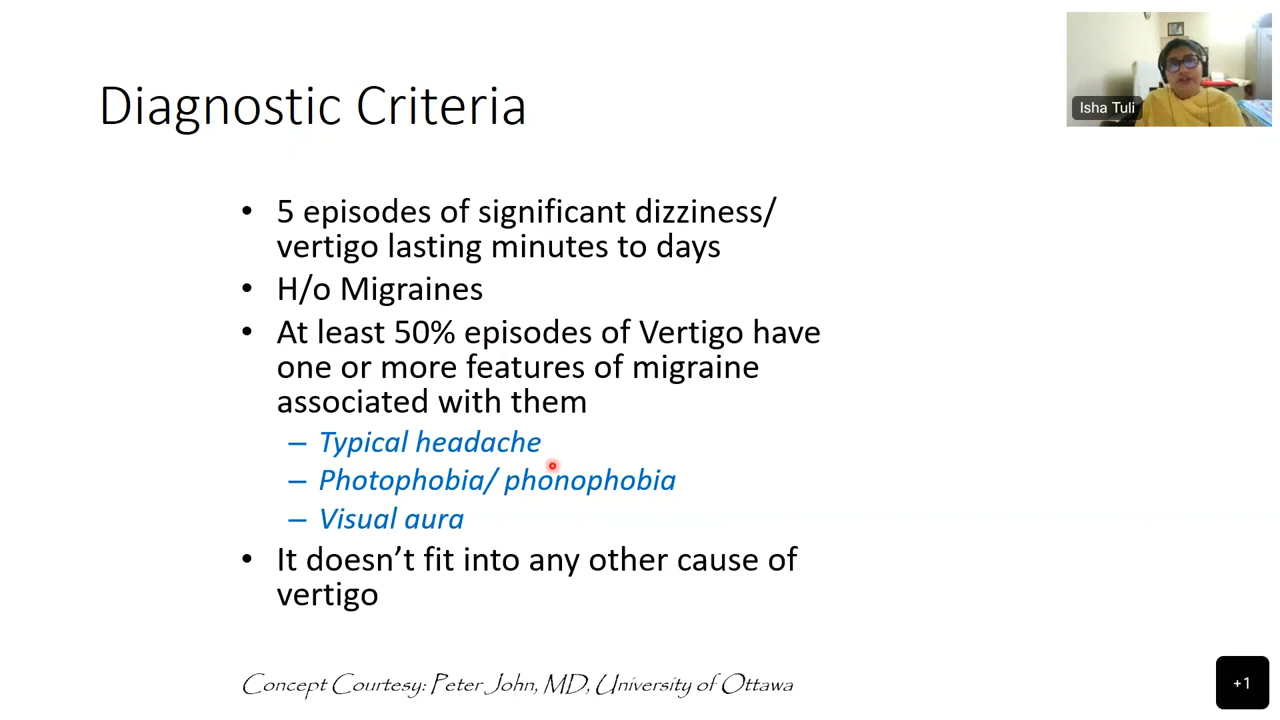 Diagnostic Criteria
Isha Tuli
• 5 episodes of significant dizziness/
vertigo lasting minutes to days
• H/o Migraines
• At least 50% episodes of Vertigo have
one or more features of migraine
associated with them
– Typical headache
– Photophobia/ phonophobia
– Visual aura
• It doesn’t fit into any other cause of
vertigo
Concept Courtesy: Peter John, MD, University of Ottawa
+1